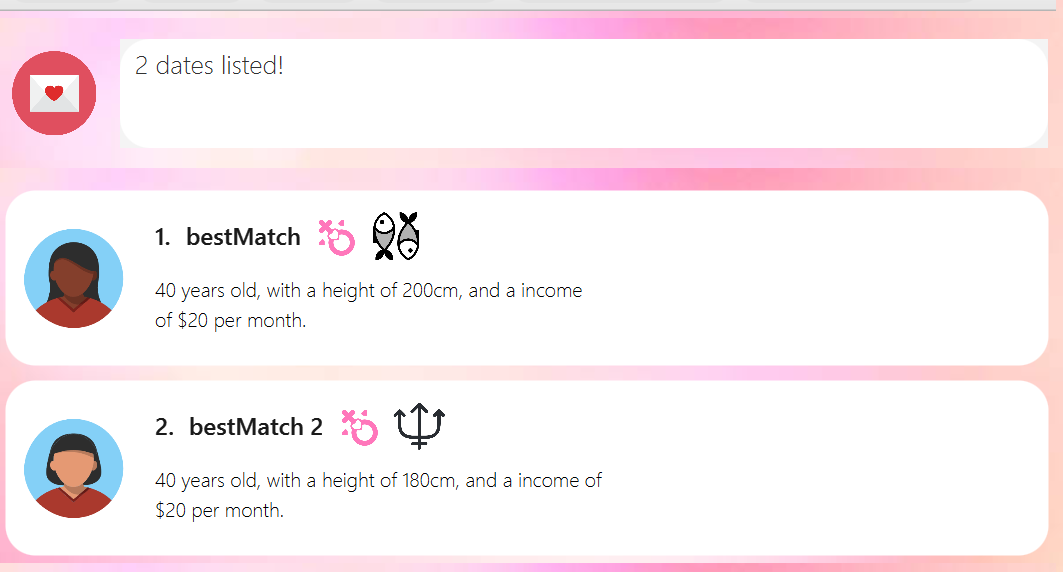 2 dates listed!
1. bestMatch
40 years old, with a height of 200cm, and a income
of $20 per month.
2. bestMatch 2
40 years old, with a height of 180cm, and a income of
$20 per month.